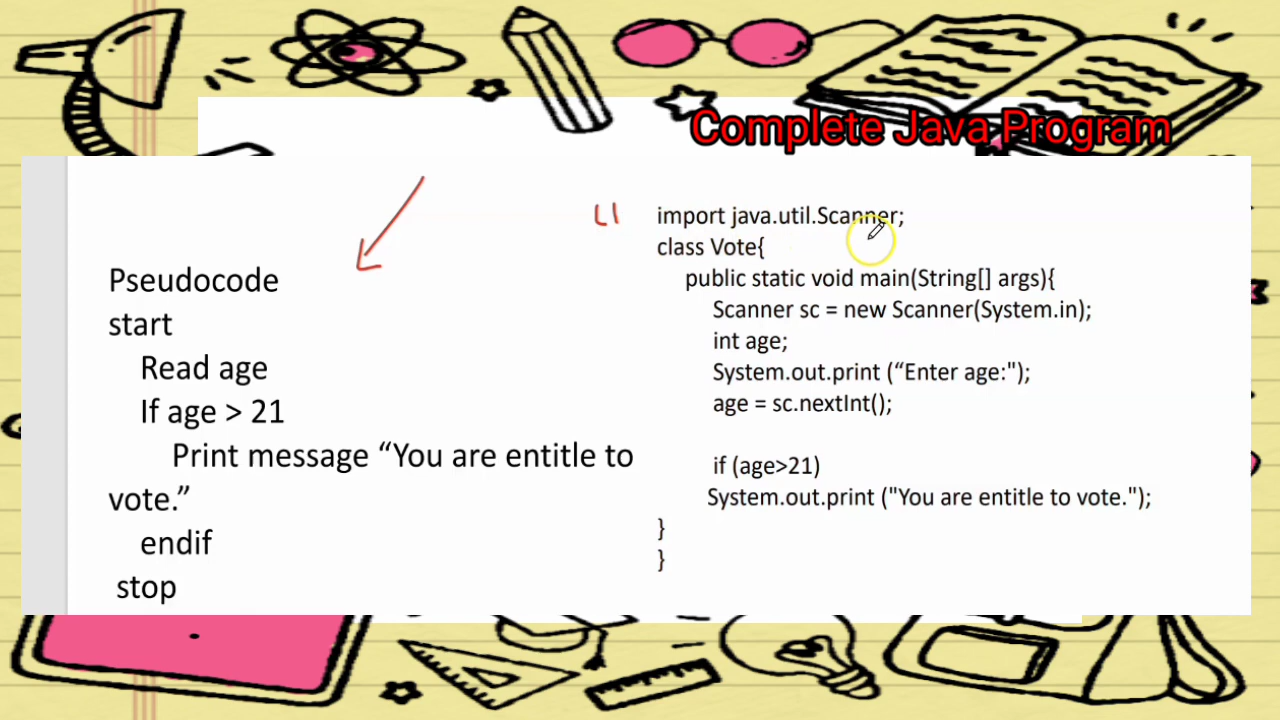 Complete Java Program
Pseudocode
start
Read age
If age > 21
Print message “You are entitle to
vote.”
endif
stop
import java.util.Scanner;
class Vote{
public static void main(String[] args){
Scanner sc = new Scanner(System.in);
int age;
System.out.print (“Enter age:");
age = sc.nextInt();
if (age>21)
System.out.print ("You are entitle to vote.");
}
}